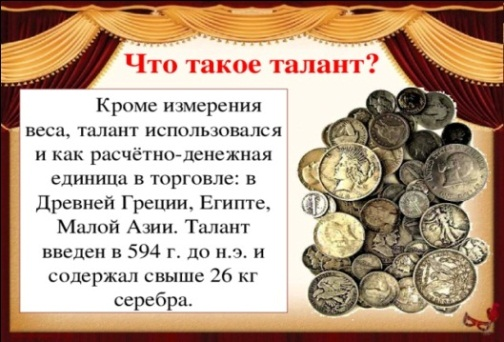 Что такое талант?
Кроме измерения
веса, талант использовался
и как расчётно-денежная
единица в торговле: в
Древней Греции, Египте,
Малой Азии. Талант
введен в 594 г. до н.э. и
содержал свыше 26 кг
серебра.